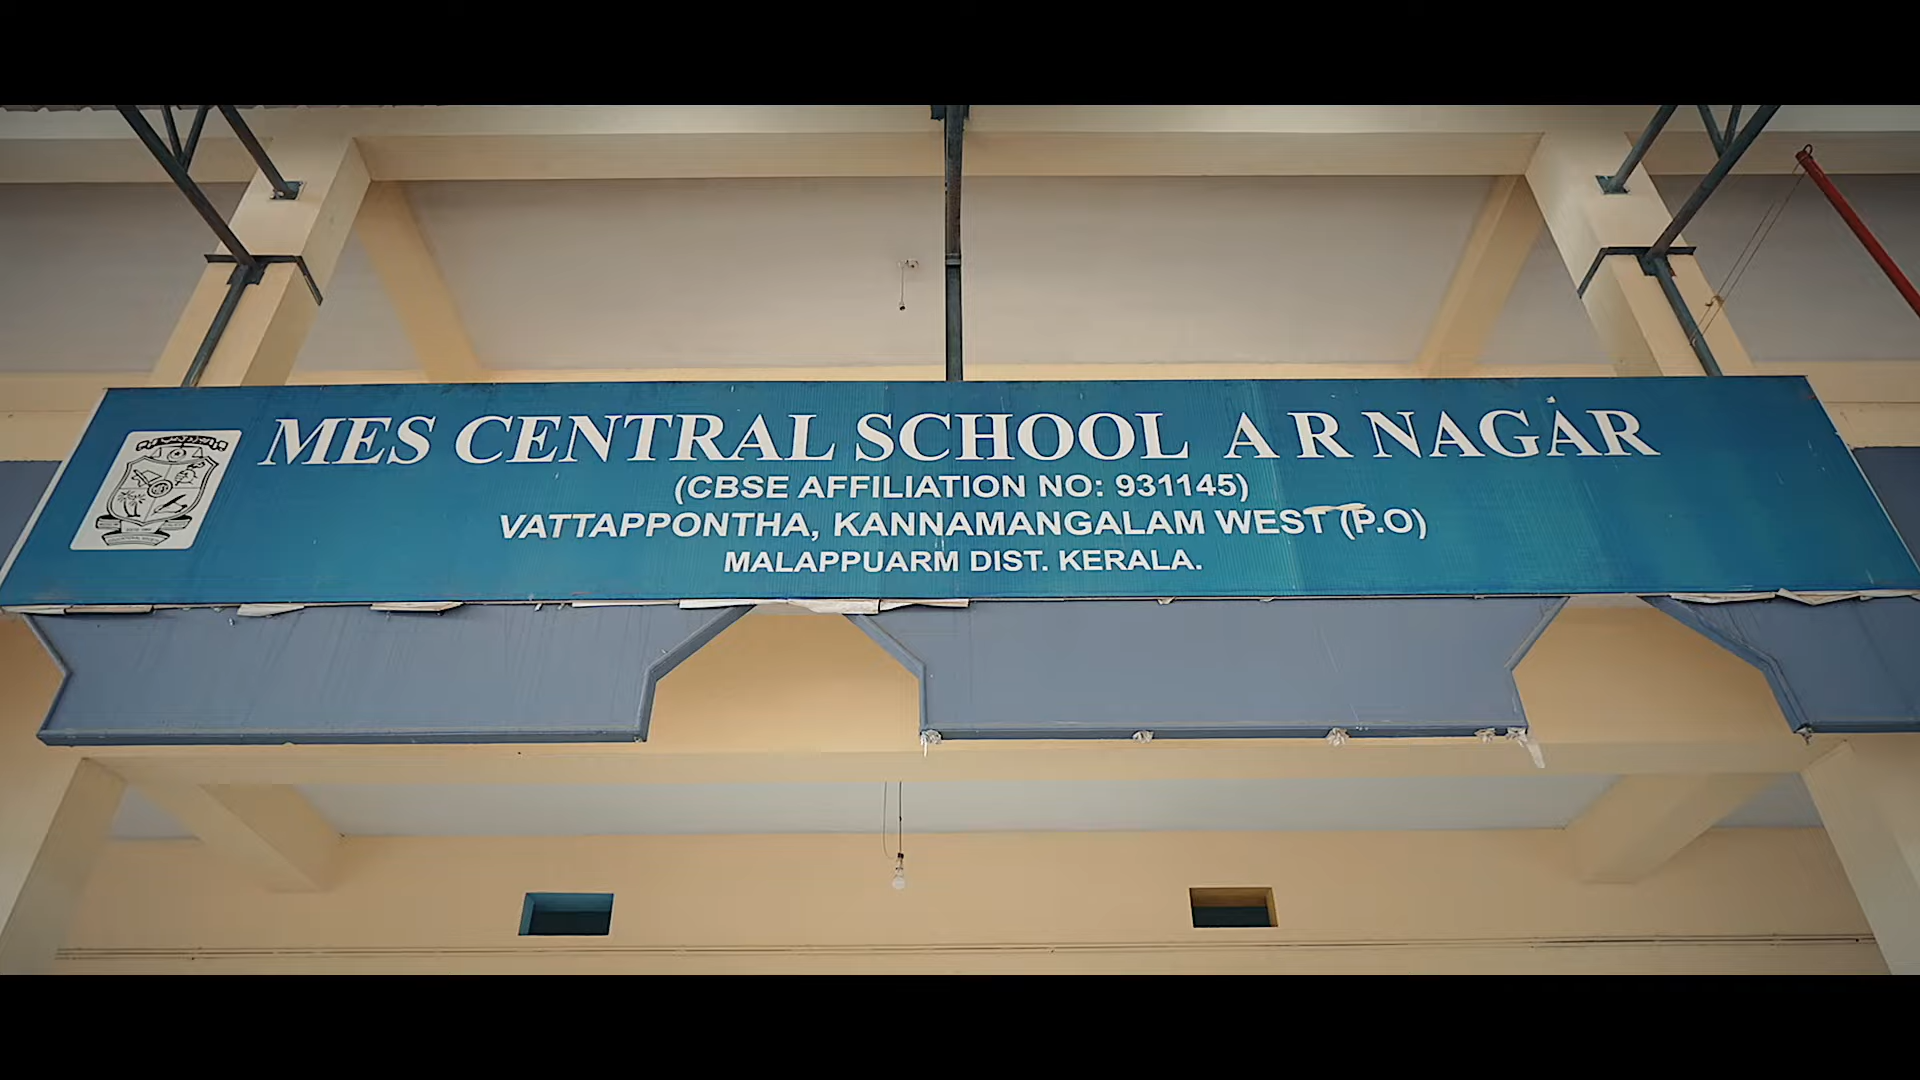 MES CENTRAL SCHOOL A R NAGAR
(CBSE AFFILIATION NO: 931145)
VATTAPPONTHA, KANNAMANGALAM WEST (P.O)
MALAPPUARM DIST. KERALA.